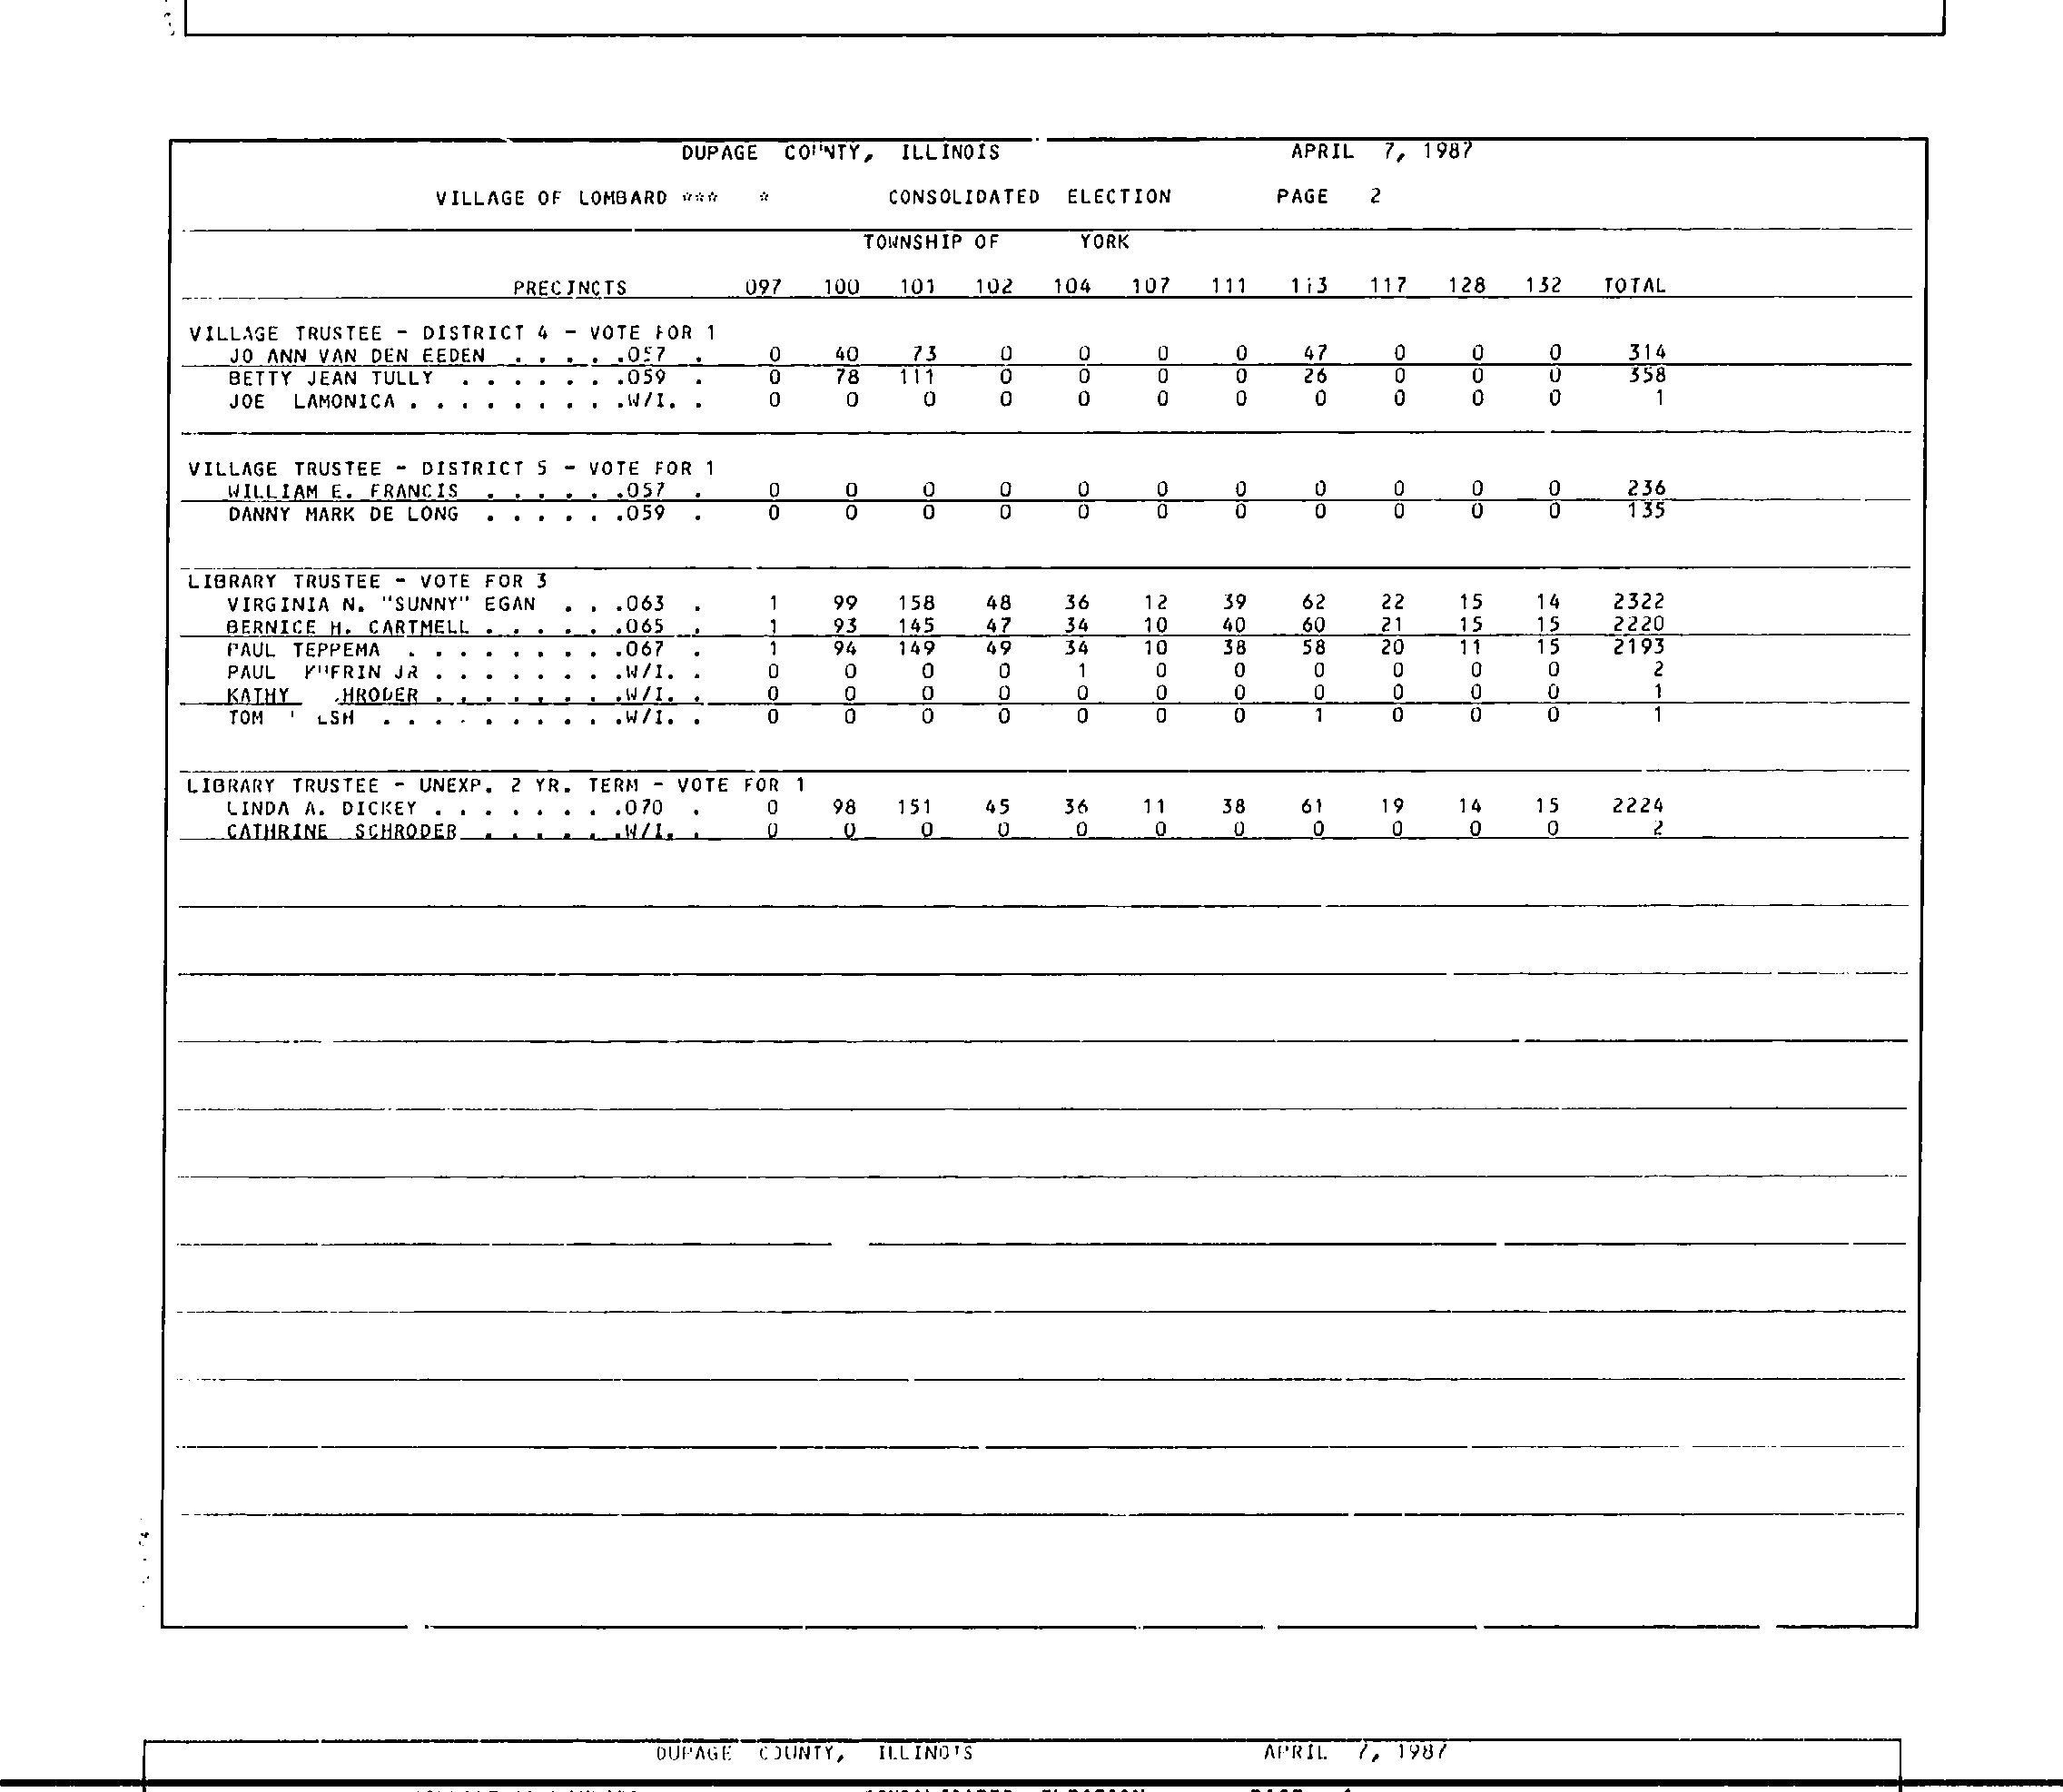 DUPAGE COUNTY, ILLINOIS APRIL 7, 1987
VILLAGE OF LOMBARD *** * CONSOLIDATED ELECTION PAGE 2
TOWNSHIP OF YORK
PRECINCTS 097 100 101 102 104 107 111 113 117 128 132 TOTAL
VILLAGE TRUSTEE - DISTRICT 4 - VOTE FOR 1
JO ANN VAN DEN EEDEN . . . . .057 . 0 40 73 0 0 0 0 47 0 0 0 314
BETTY JEAN TULLY . . . . . . .059 . 0 78 111 0 0 0 0 26 0 0 0 358
JOE LAMONICA . . . . . . . . .W/I. . 0 0 0 0 0 0 0 0 0 0 0 1
VILLAGE TRUSTEE - DISTRICT 5 - VOTE FOR 1
WILLIAM E. FRANCIS . . . . . .057 . 0 0 0 0 0 0 0 0 0 0 0 236
DANNY MARK DE LONG . . . . . .059 . 0 0 0 0 0 0 0 0 0 0 0 135
LIBRARY TRUSTEE - VOTE FOR 3
VIRGINIA N. "SUNNY" EGAN . . .063 . 1 99 158 48 36 12 39 62 22 15 14 2322
BERNICE H. CARTMELL . . . . . .065 . 1 93 145 47 34 10 40 60 21 15 15 2220
PAUL TEPPEMA . . . . . . . . .067 . 1 94 149 49 34 10 38 58 20 11 15 2193
PAUL JR . . . . . . . .W/I. . 0 0 0 0 1 0 0 0 0 0 0 2
KATHY . . . . . . . .W/I. . 0 0 0 0 0 0 0 0 0 0 0 1
TOM . . . . . . . . . .W/I. . 0 0 0 0 0 0 0 1 0 0 0 1
LIBRARY TRUSTEE - UNEXP. 2 YR. TERM - VOTE FOR 1
LINDA A. DICKEY . . . . . . . .070 . 0 98 151 45 36 11 38 61 19 14 15 2224
CATHRINE SCHRODER . . . . . .W/I. . 0 0 0 0 0 0 0 0 0 0 0 2
DUPAGE COUNTY, ILLINOIS APRIL 7, 1987